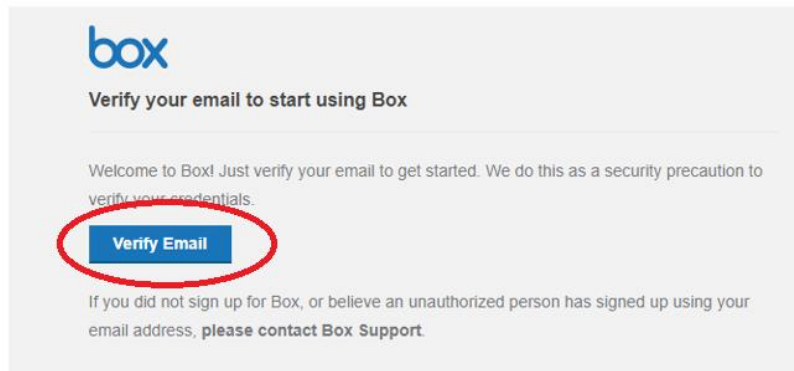 box
Verify your email to start using Box
Welcome to Box! Just verify your email to get started. We do this as a security precaution to
verify your credentials.
Verify Email
If you did not sign up for Box, or believe an unauthorized person has signed up using your
email address, please contact Box Support.